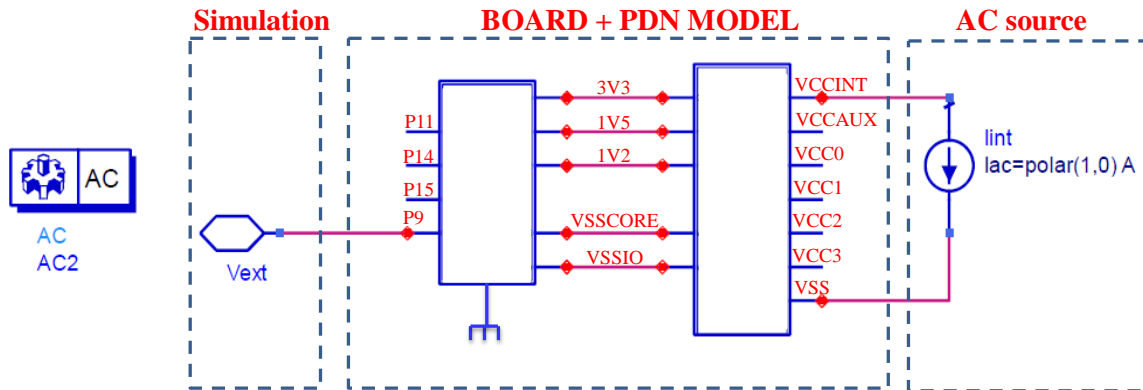 Simulation
BOARD + PDN MODEL
AC source
3V3
1V5
1V2
VSSCORE
VSSIO
P11
P14
P15
P9
VCCINT
VCCAUX
VCC0
VCC1
VCC2
VCC3
VSS
Iint
Iac=polar(1,0) A
AC
AC
AC2
Vext